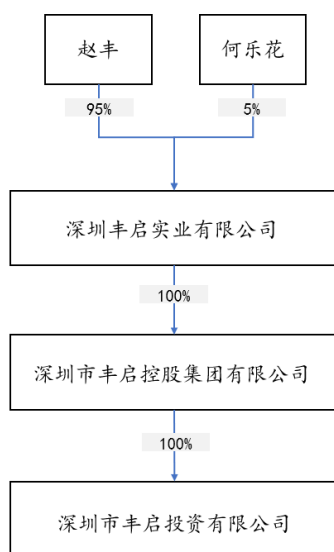 赵丰 何乐花
95% 5%
深圳丰启实业有限公司
100%
深圳市丰启控股集团有限公司
100%
深圳市丰启投资有限公司